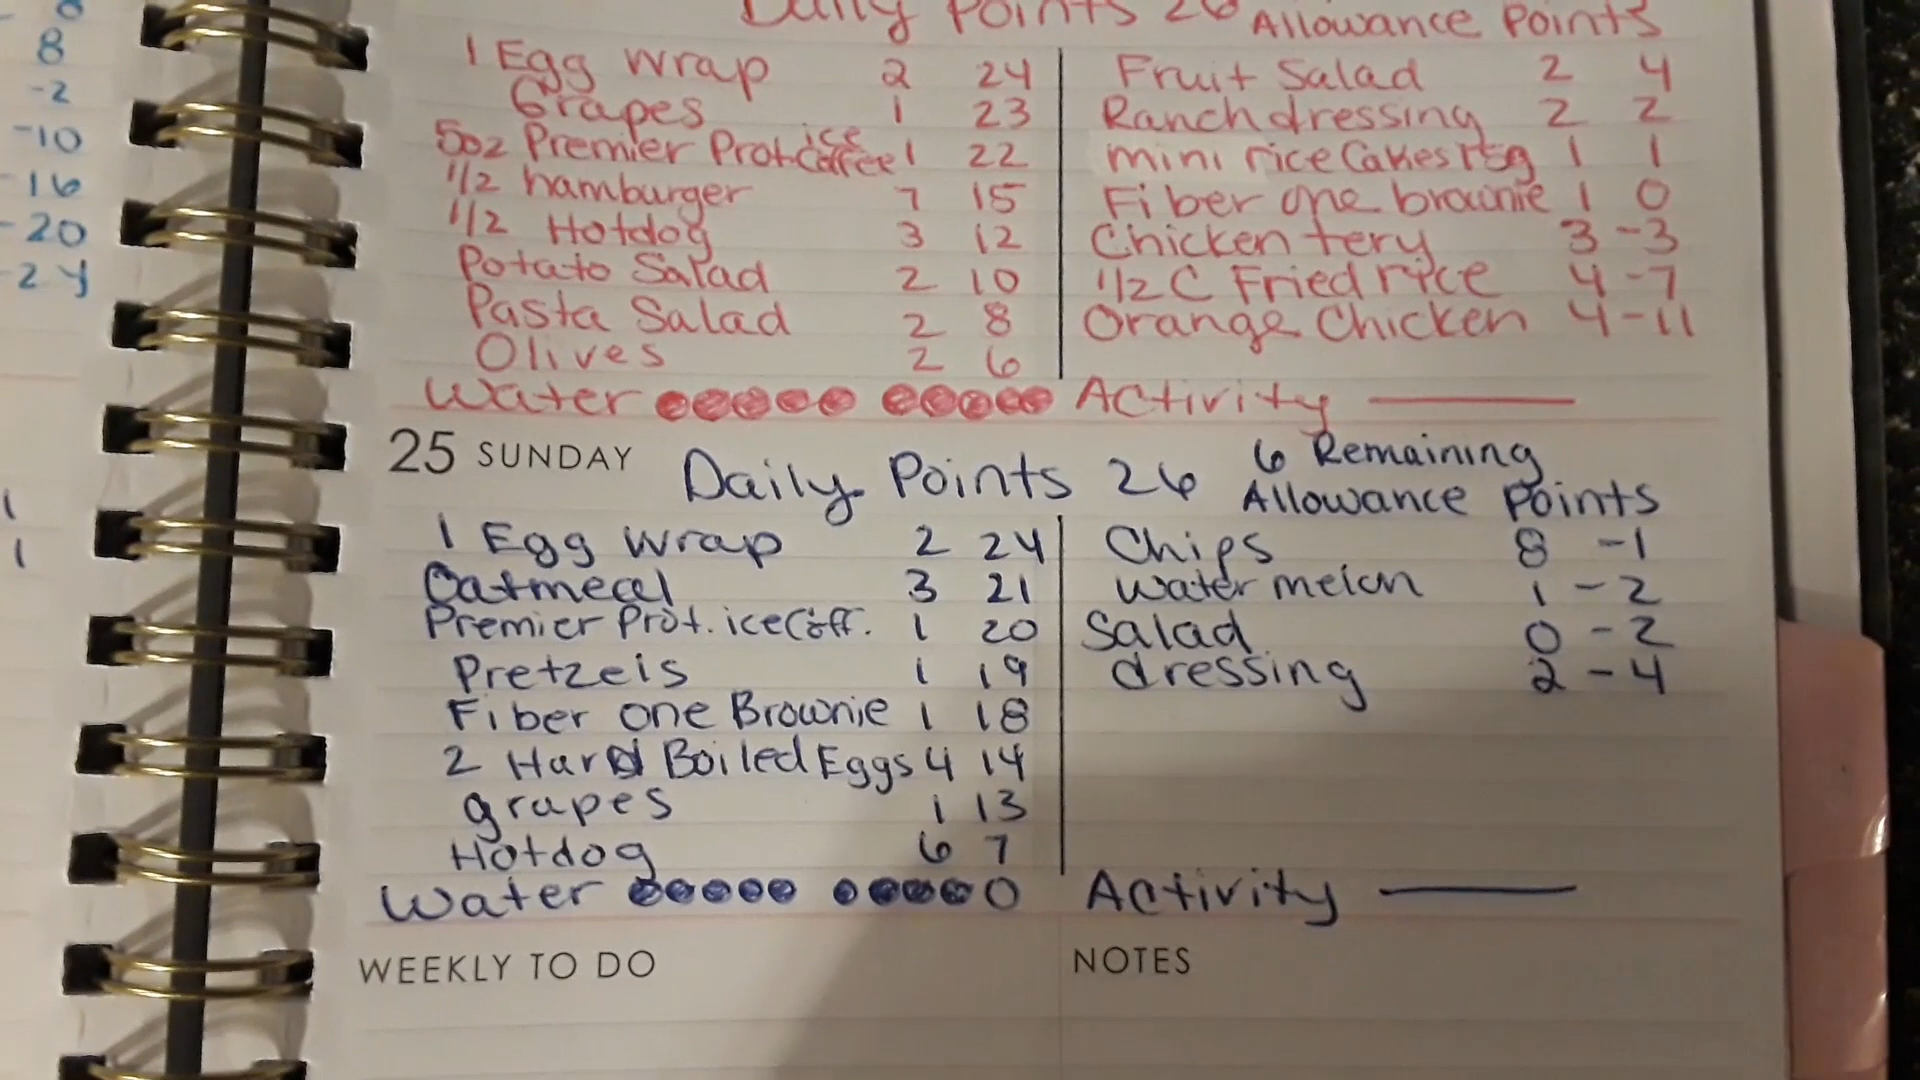 8
-2
-10
-16
-20
-24
Daily Points 26 Allowance Points
1 Egg Wrap 2 24
Grapes 1 23
5oz Premier Prot ice Coffee 1 22
1/2 hamburger 7 15
1/2 Hotdog 3 12
Potato Salad 2 10
Pasta Salad 2 8
Olives 2 6
Fruit Salad 2 4
Ranch dressing 2 2
mini rice Cakes 1 1
Fiber one brownie 1 0
Chicken tery 3 -3
1/2 C Fried rice 4 -7
Orange Chicken 4 -11
Water Activity
25 SUNDAY Daily Points 26 6 Remaining
Allowance Points
1 Egg Wrap 2 24
Oatmeal 3 21
Premier Prot. ice Coff. 1 20
Pretzels 1 19
Fiber one Brownie 1 18
2 Hard Boiled Eggs 4 14
grapes 1 13
Hotdog 6 7
Chips 8 -1
Water melon 1 -2
Salad 0 -2
dressing 2 -4
Water 0 Activity
WEEKLY TO DO
NOTES